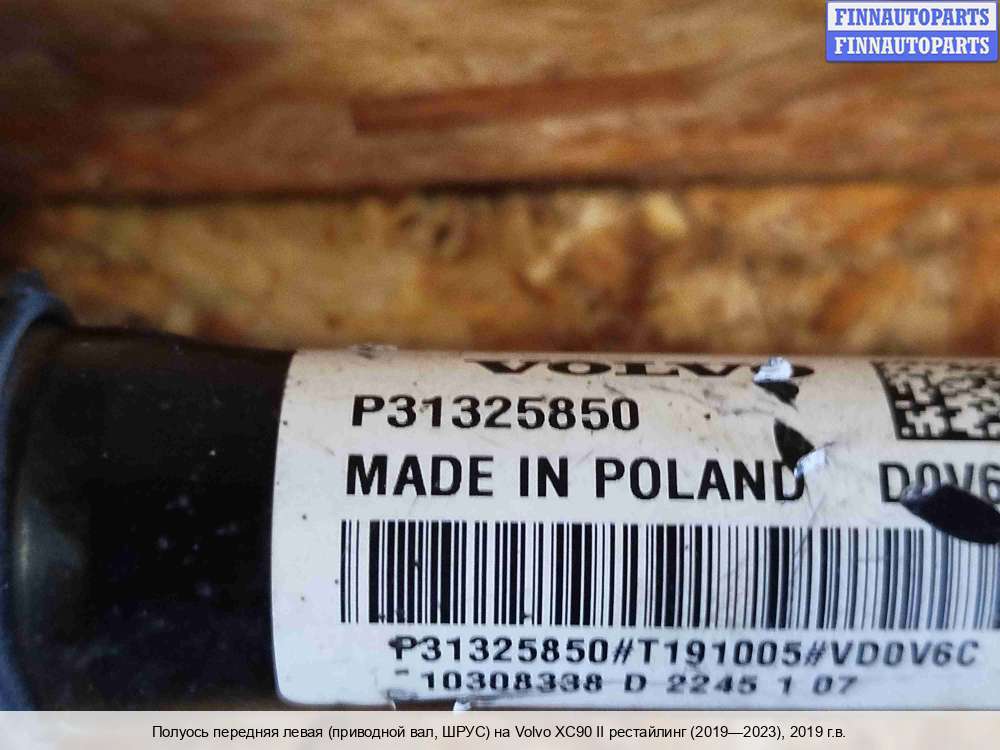 FINNAUTOPARTS
FINNAUTOPARTS
VOLVO
P31325850
MADE IN POLAND D0V6
P31325850#T191005#VD0V6C
10308338 D 2245 1 07
Полуось передняя левая (приводной вал, ШРУС) на Volvo XC90 II рестайлинг (2019—2023), 2019 г.в.